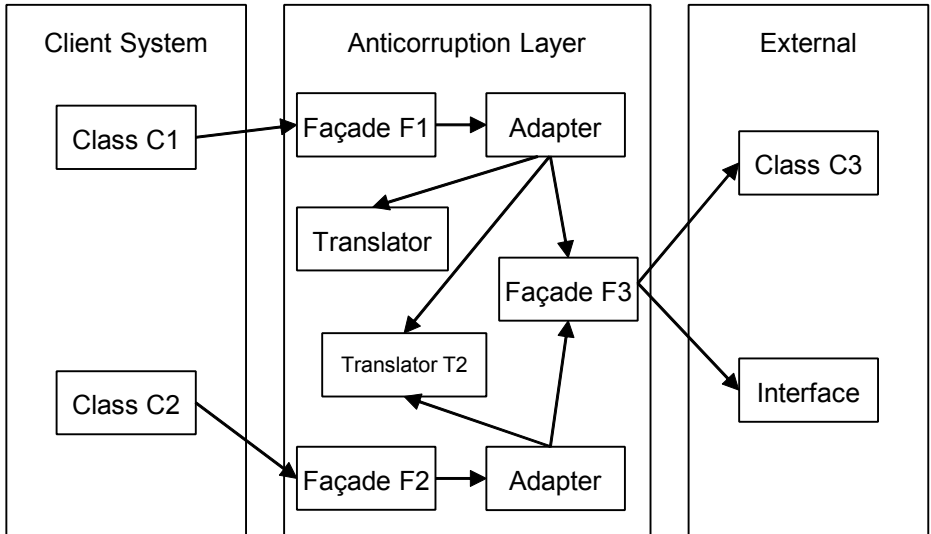 Client System
Anticorruption Layer
External
Class C1
Façade F1
Adapter
Class C3
Translator
Façade F3
Translator T2
Class C2
Interface
Façade F2
Adapter